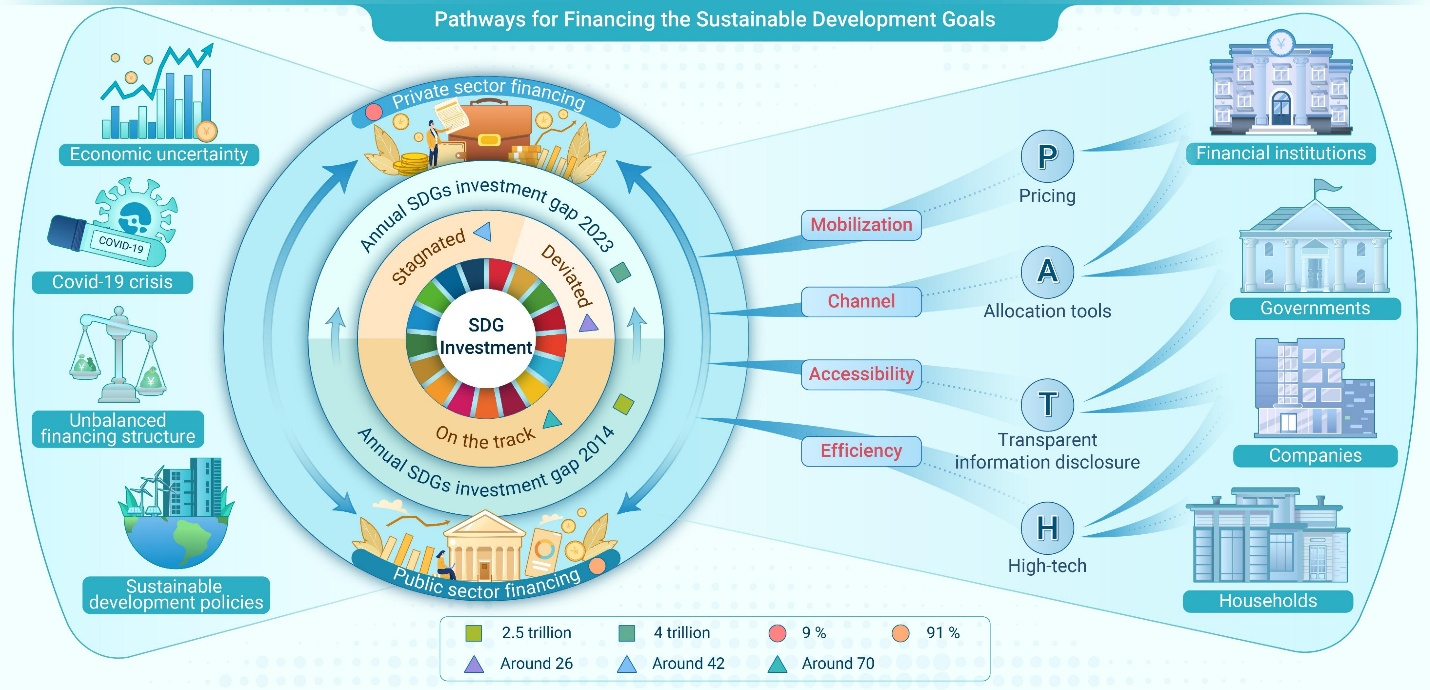 Pathways for Financing the Sustainable Development Goals
Economic uncertainty
COVID-19
Covid-19 crisis
Unbalanced
financing structure
Sustainable
development policies
Private sector financing
Annual SDGs investment gap 2023
Stagnated
Deviated
SDG
Investment
On the track
Annual SDGs investment gap 2014
Public sector financing
Mobilization
Channel
Accessibility
Efficiency
P
Pricing
A
Allocation tools
T
Transparent
information disclosure
H
High-tech
¥
Financial institutions
Governments
Companies
Households
2.5 trillion
4 trillion
9 %
91 %
Around 26
Around 42
Around 70